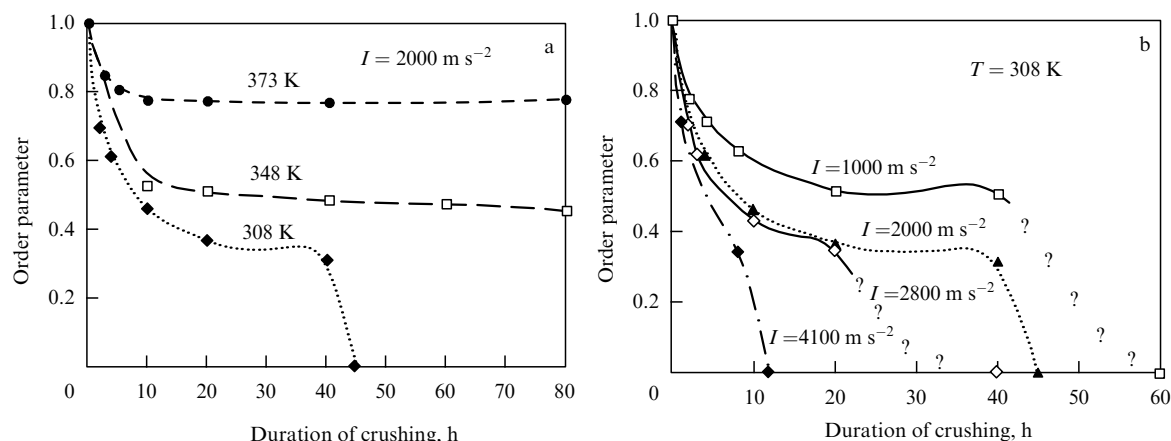 a
I = 2000 m s⁻²
373 K
348 K
308 K
Order parameter
1.0
0.8
0.6
0.4
0.2
0 10 20 30 40 50 60 70 80
Duration of crushing, h
b
T = 308 K
I=1000 m s⁻²
I=2000 m s⁻²
I=2800 m s⁻²
I=4100 m s⁻²
? ? ? ? ? ?
? ? ? ?
Order parameter
1.0
0.8
0.6
0.4
0.2
0 10 20 30 40 50 60
Duration of crushing, h